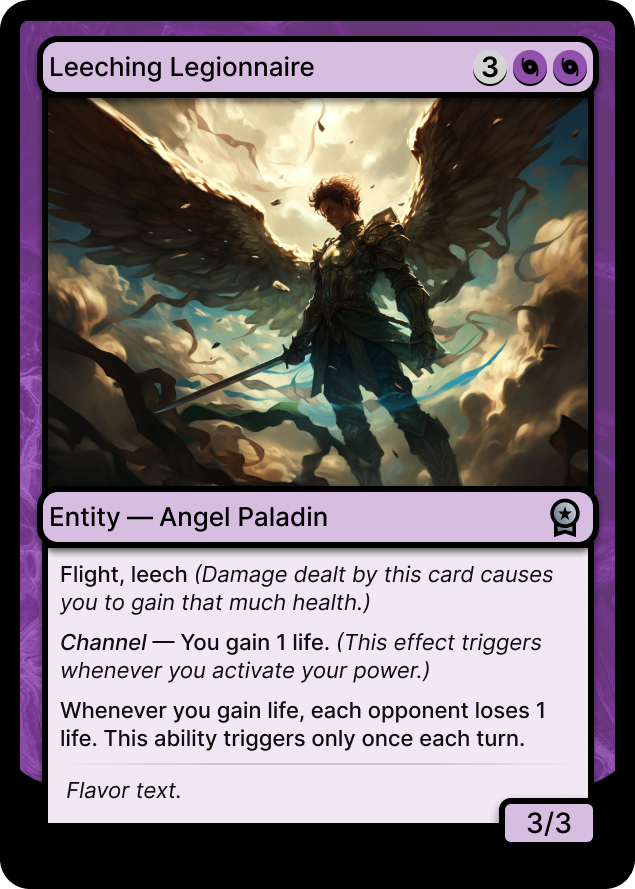 Leeching Legionnaire
3
Entity — Angel Paladin
Flight, leech (Damage dealt by this card causes
you to gain that much health.)
Channel — You gain 1 life. (This effect triggers
whenever you activate your power.)
Whenever you gain life, each opponent loses 1
life. This ability triggers only once each turn.
Flavor text.
3/3